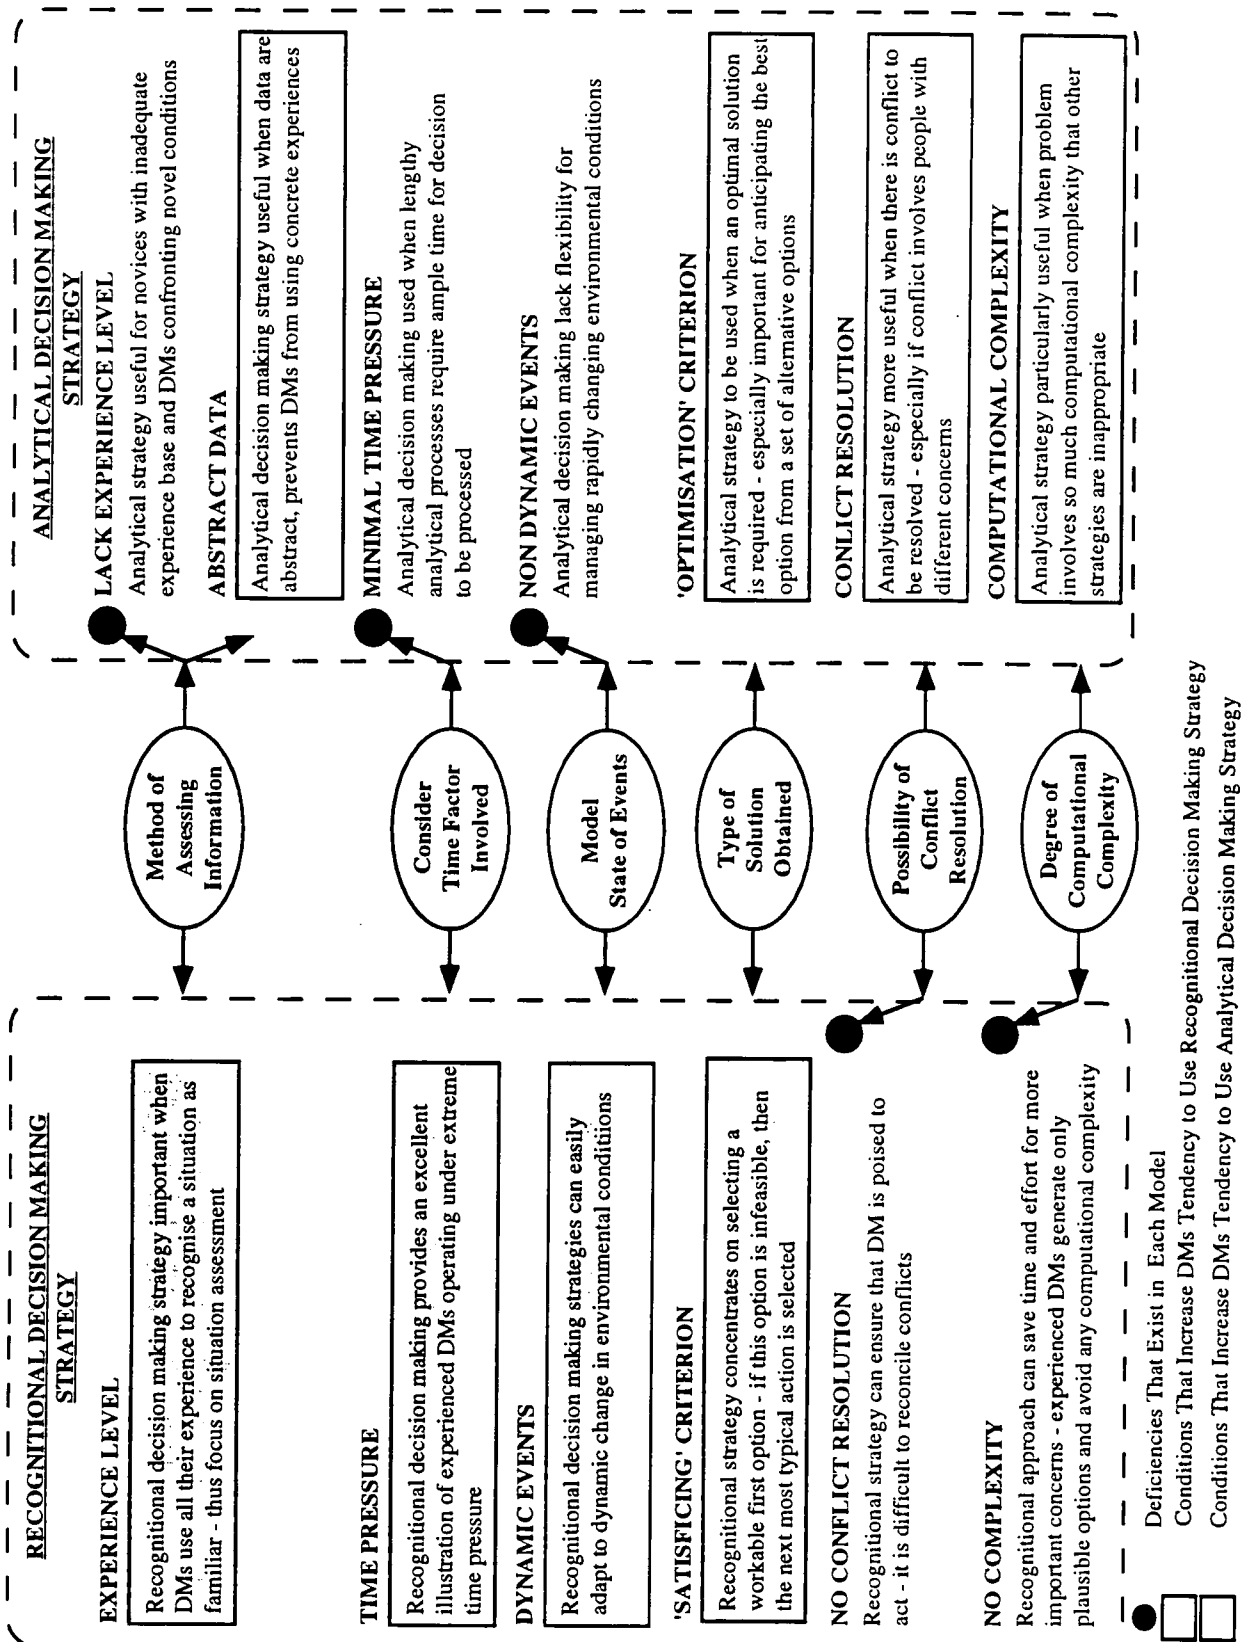 RECOGNITIONAL DECISION MAKING
STRATEGY
EXPERIENCE LEVEL
Recognitional decision making strategy important when
DMs use all their experience to recognise a situation as
familiar - thus focus on situation assessment
TIME PRESSURE
Recognitional decision making provides an excellent
illustration of experienced DMs operating under extreme
time pressure
DYNAMIC EVENTS
Recognitional decision making strategies can easily
adapt to dynamic change in environmental conditiions
'SATISFICING' CRITERION
Recognitional strategy concentrates on selecting a
workable first option - if this option is infeasible, then
the next most typical action is selected
NO CONFLICT RESOLUTION
Recognitional strategy can ensure that DM is poised to
act - it is difficult to reconcile conflicts
NO COMPLEXITY
Recognitional approach can save time and effort for more
important concerns - experienced DMs generate only
plausible options and avoid any computational complexity
Method of
Assessing
Information
Consider
Time Factor
Involved
Model
State of Events
Type of
Solution
Obtained
Possibility of
Conflict
Resolution
Degree of
Computational
Complexity
ANALYTICAL DECISION MAKING
STRATEGY
LACK EXPERIENCE LEVEL
Analytical strategy useful for novices with inadequate
experience base and DMs confronting novel conditions
ABSTRACT DATA
Analytical decision making strategy useful when data are
abstract, prevents DMs from using concrete experiences
MINIMAL TIME PRESSURE
Analytical decision making used when lengthy
analytical processes require ample time for decision
to be processed
NON DYNAMIC EVENTS
Analytical decision making lack flexibility for
managing rapidly changing environmental conditions
'OPTIMISATION' CRITERION
Analytical strategy to be used when an optimal solution
is required - especially important for anticipating the best
option from a set of alternative options
CONLICT RESOLUTION
Analytical strategy more useful when there is conflict to
be resolved - especially if conflict involves people with
different concerns
COMPUTATIONAL COMPLEXITY
Analytical strategy particularly useful when problem
involves so much computational complexity that other
strategies are inappropriate
Deficiencies That Exist in Each Model
Conditions That Increase DMs Tendency to Use Recognitional Decision Making Strategy
Conditions That Increase DMs Tendency to Use Analytical Decision Making Strategy